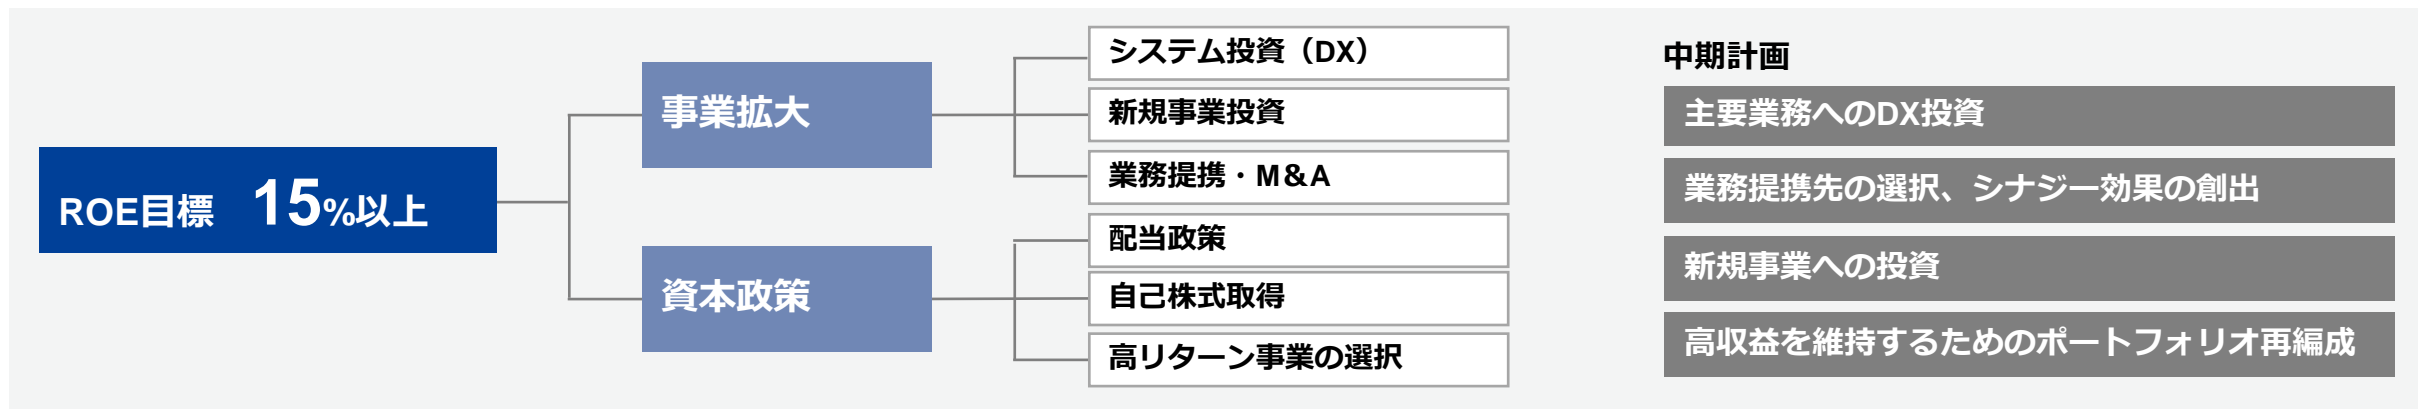 ROE目標 15%以上
事業拡大
資本政策
システム投資（DX）
新規事業投資
業務提携・M＆A
配当政策
自己株式取得
高リターン事業の選択
中期計画
主要業務へのDX投資
業務提携先の選択、シナジー効果の創出
新規事業への投資
高収益を維持するためのポートフォリオ再編成